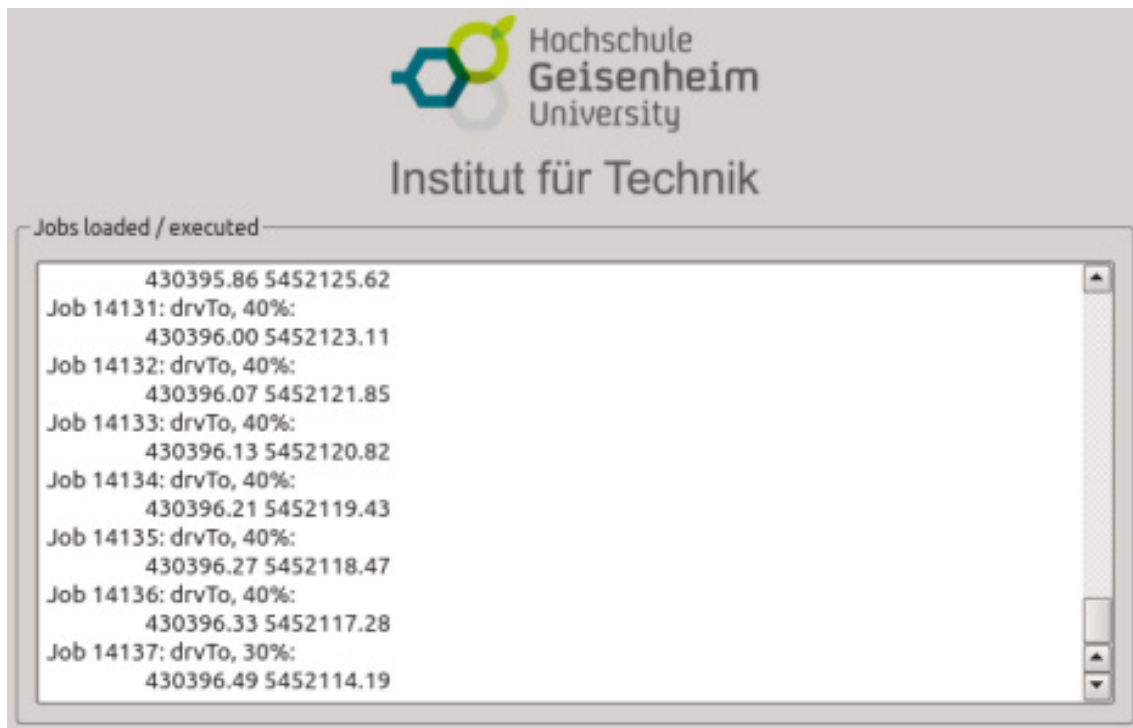 Hochschule
Geisenheim
University
Institut für Technik
Jobs loaded / executed
430395.86 5452125.62
Job 14131: drvTo, 40%:
430396.00 5452123.11
Job 14132: drvTo, 40%:
430396.07 5452121.85
Job 14133: drvTo, 40%:
430396.13 5452120.82
Job 14134: drvTo, 40%:
430396.21 5452119.43
Job 14135: drvTo, 40%:
430396.27 5452118.47
Job 14136: drvTo, 40%:
430396.33 5452117.28
Job 14137: drvTo, 30%:
430396.49 5452114.19